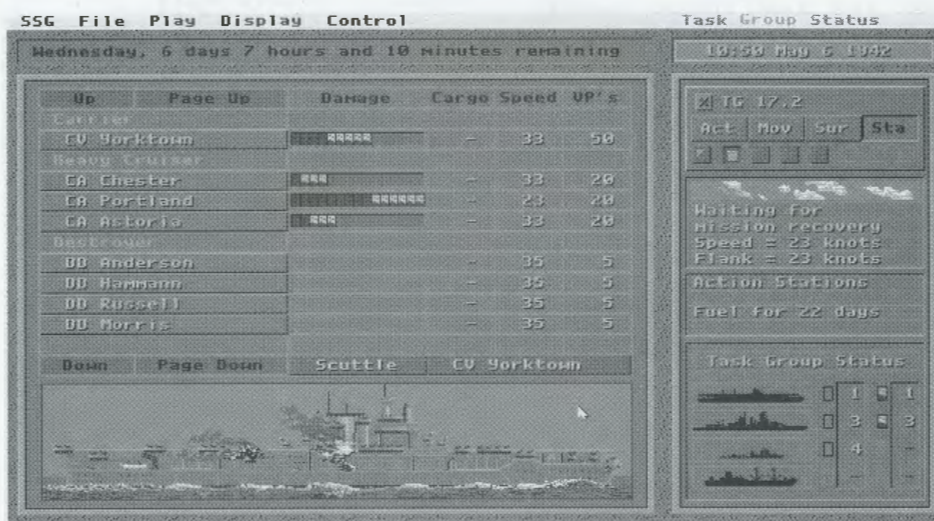 SSG File Play Display Control
Task Group Status
Wednesday, 6 days 7 hours and 10 minutes remaining
10:50 May 6 1942
Up Page Up Damage Cargo Speed VP's
Carrier
CV Yorktown - 33 50
Heavy Cruiser
CA Chester - 33 20
CA Portland - 23 20
CA Astoria - 33 20
Destroyer
DD Anderson - 35 5
DD Hammann - 35 5
DD Russell - 35 5
DD Morris - 35 5
Down Page Down Scuttle CV Yorktown
TG 17.2
Act Mov Sur Sta
Waiting for
mission recovery
Speed = 23 knots
Flank = 23 knots
Action Stations
Fuel for 22 days
Task Group Status
1 1
3 3
4 -
- -